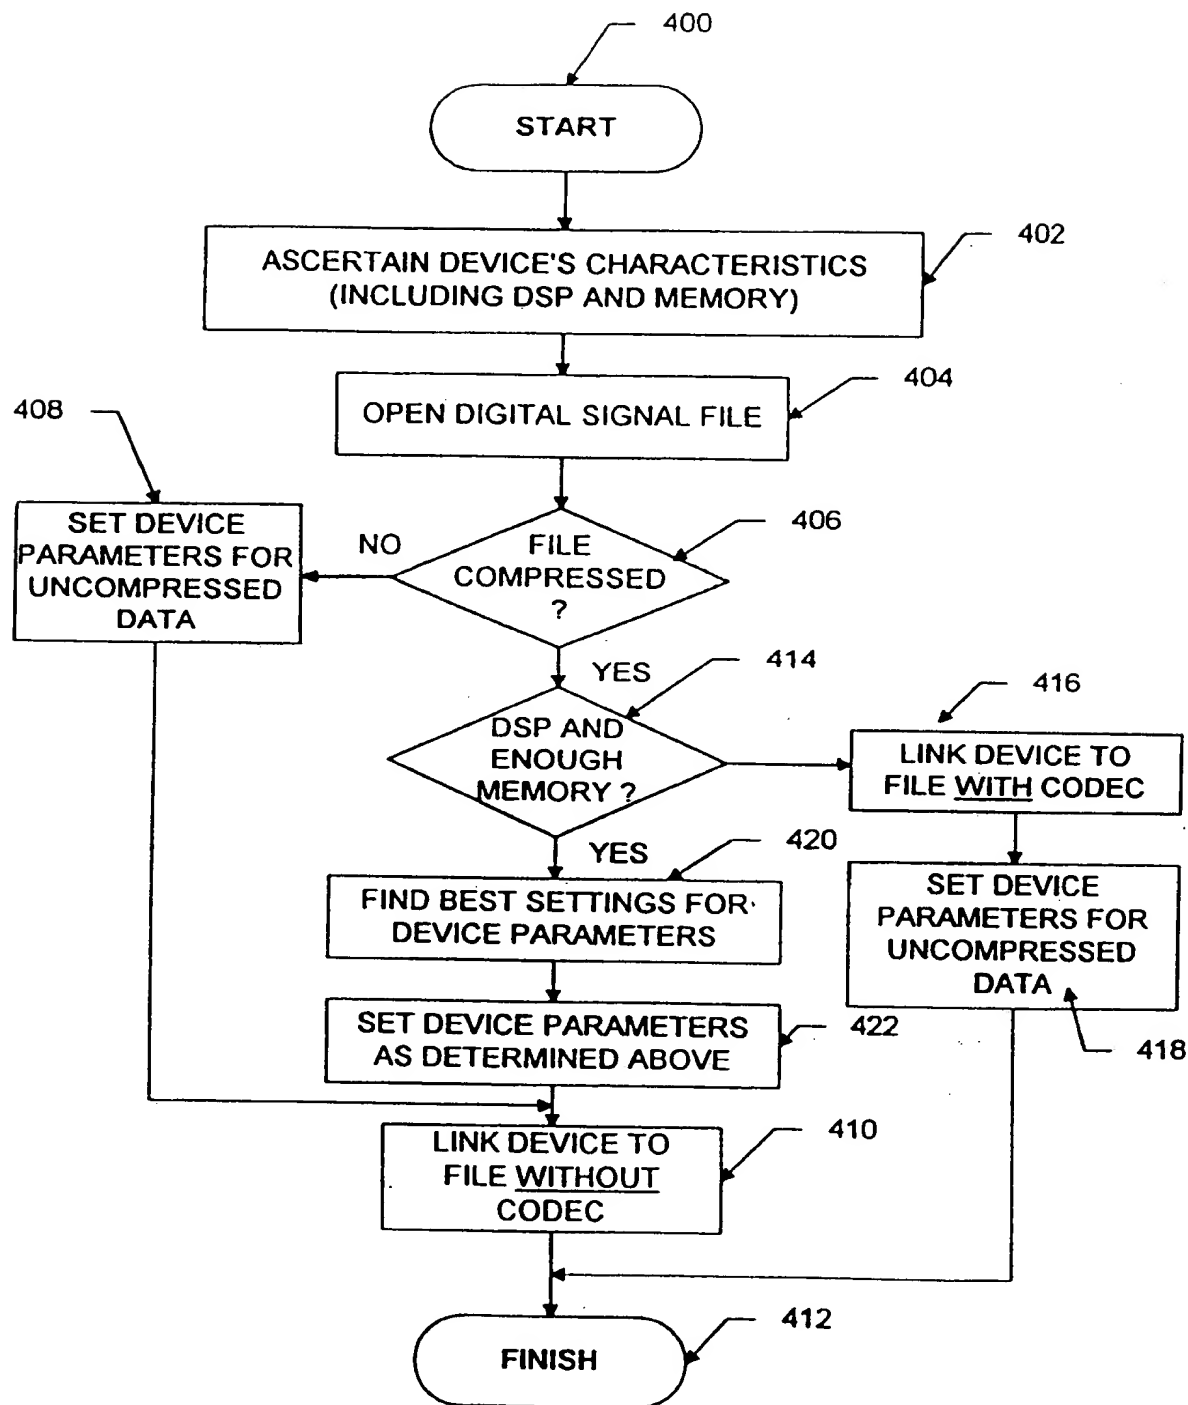 400
START
402
ASCERTAIN DEVICE'S CHARACTERISTICS
(INCLUDING DSP AND MEMORY)
404
OPEN DIGITAL SIGNAL FILE
408
SET DEVICE
PARAMETERS FOR
UNCOMPRESSED
DATA
NO
406
FILE
COMPRESSED
?
YES
414
DSP AND
ENOUGH
MEMORY ?
416
LINK DEVICE TO
FILE WITH CODEC
YES
420
FIND BEST SETTINGS FOR
DEVICE PARAMETERS
SET DEVICE
PARAMETERS FOR
UNCOMPRESSED
DATA
418
SET DEVICE PARAMETERS
AS DETERMINED ABOVE
422
LINK DEVICE TO
FILE WITHOUT
CODEC
410
FINISH
412